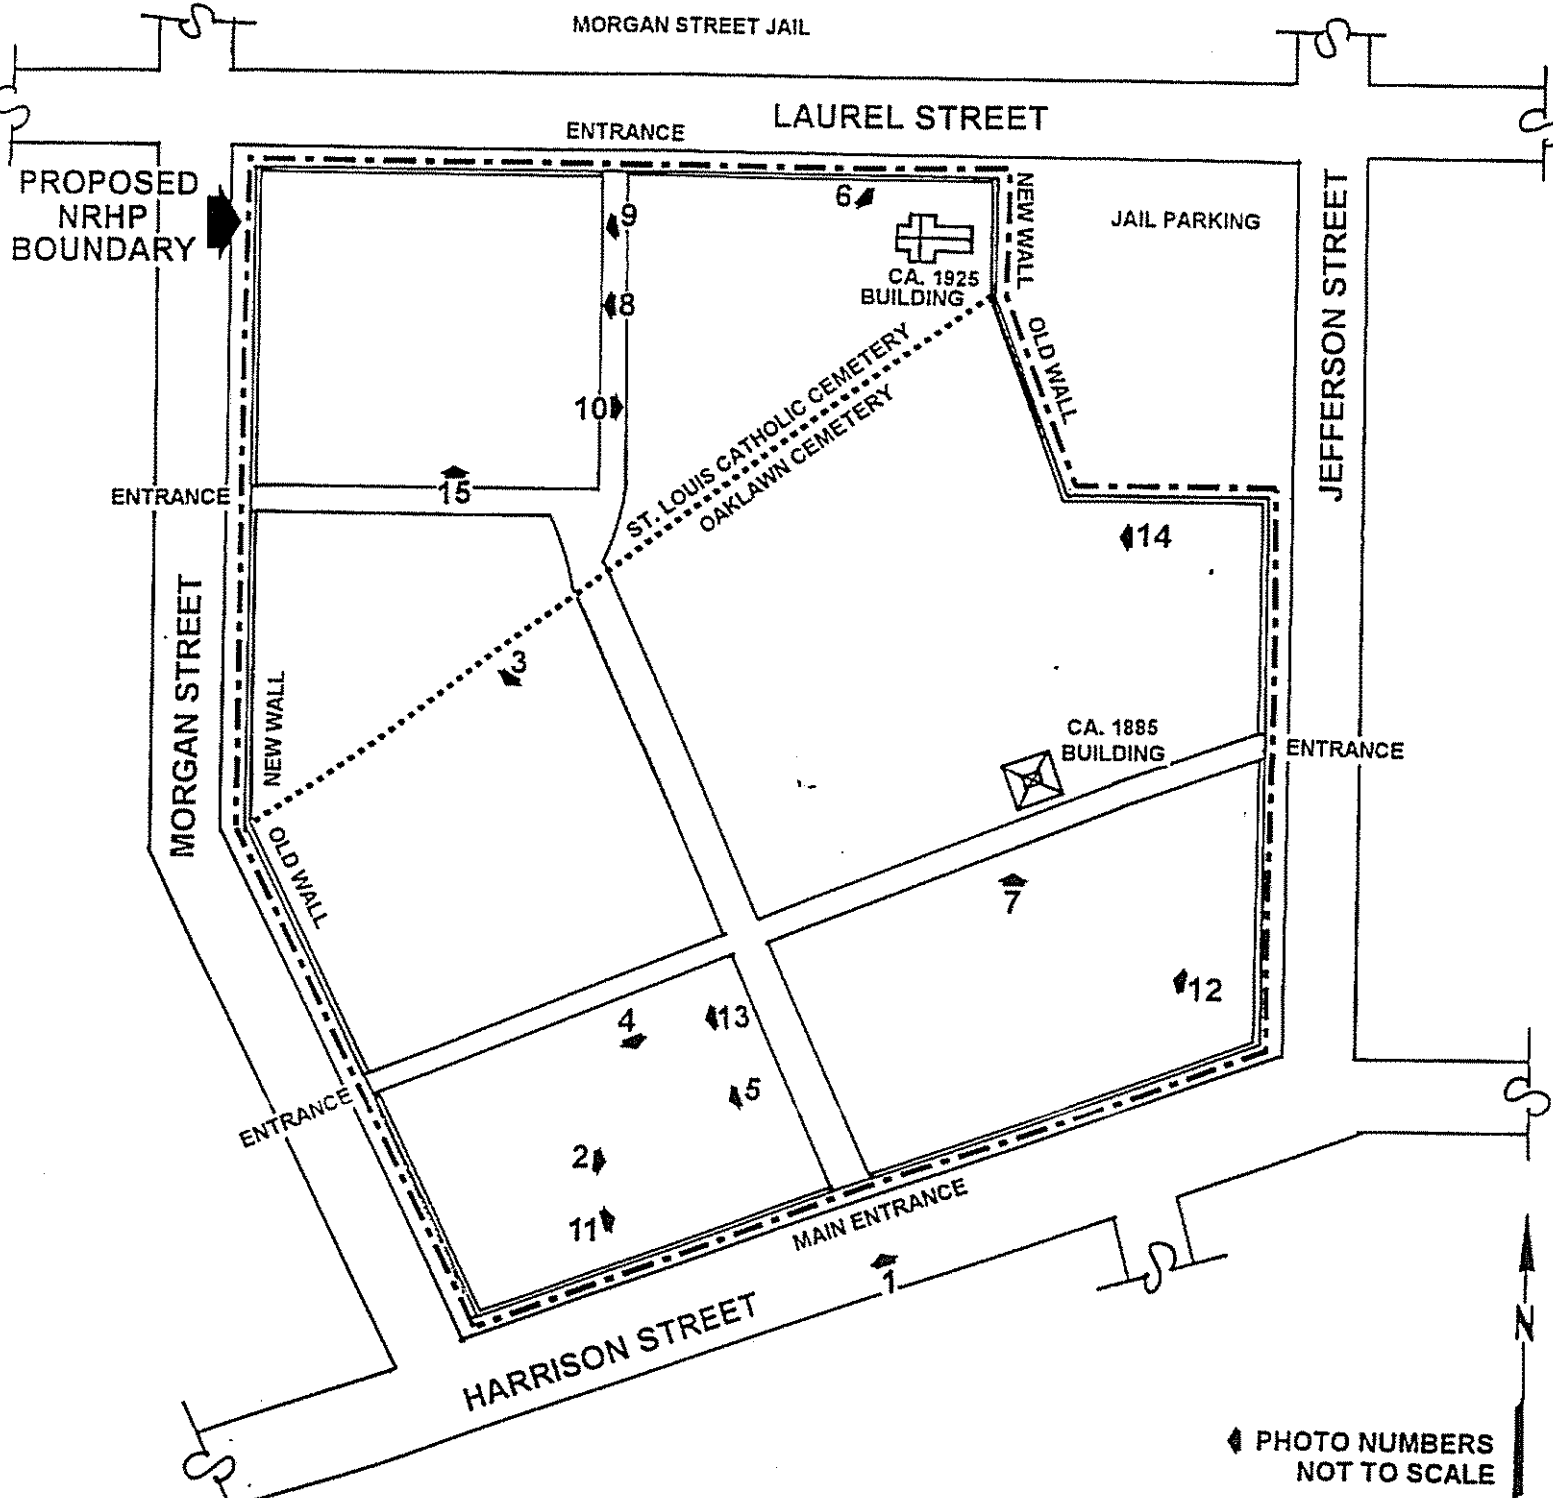 MORGAN STREET JAIL
LAUREL STREET
ENTRANCE
PROPOSED
NRHP
BOUNDARY
6
9
NEW WALL
JAIL PARKING
JEFFERSON STREET
CA. 1925
BUILDING
8
OLD WALL
10
ST. LOUIS CATHOLIC CEMETERY
OAKLAWN CEMETERY
ENTRANCE
15
14
MORGAN STREET
3
NEW WALL
CA. 1885
BUILDING
ENTRANCE
OLD WALL
7
12
4
13
5
ENTRANCE
2
11
MAIN ENTRANCE
1
HARRISON STREET
N
PHOTO NUMBERS
NOT TO SCALE